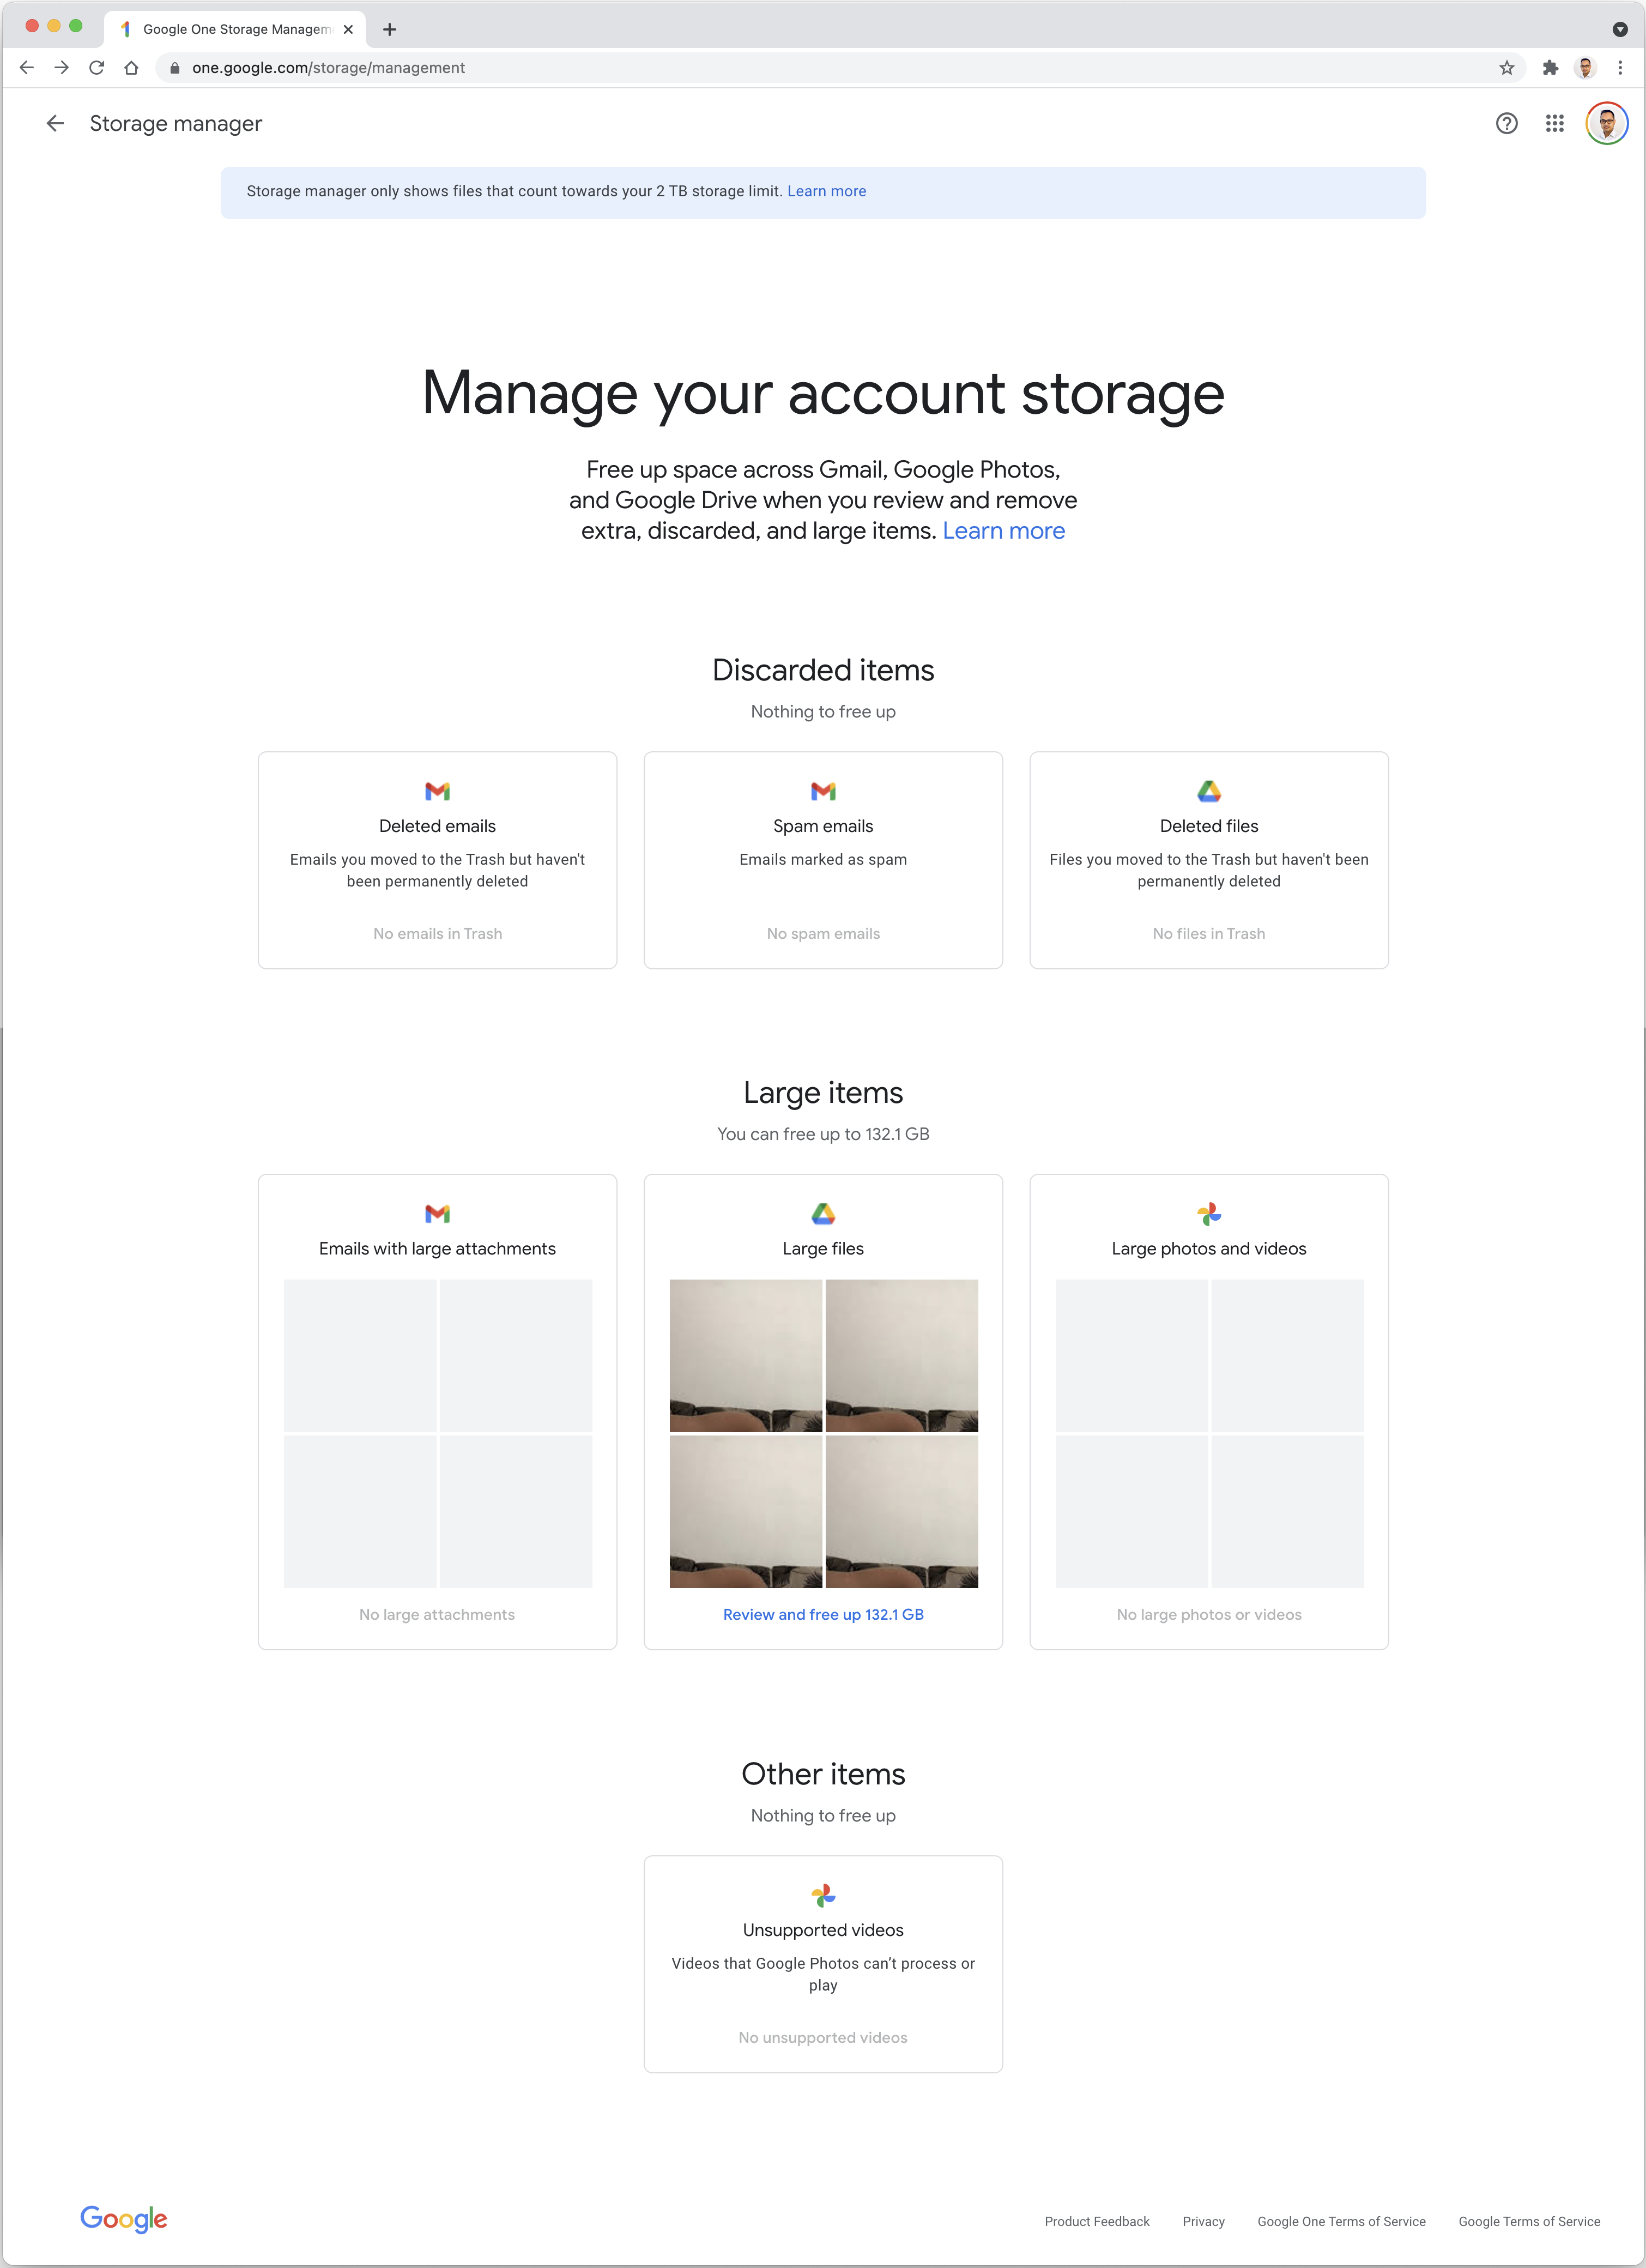 Google One Storage Managem
one.google.com/storage/management
Storage manager
Storage manager only shows files that count towards your 2 TB storage limit. Learn more
Manage your account storage
Free up space across Gmail, Google Photos,
and Google Drive when you review and remove
extra, discarded, and large items. Learn more
Discarded items
Nothing to free up
Deleted emails
Emails you moved to the Trash but haven't
been permanently deleted
No emails in Trash
Spam emails
Emails marked as spam
No spam emails
Deleted files
Files you moved to the Trash but haven't been
permanently deleted
No files in Trash
Large items
You can free up to 132.1 GB
Emails with large attachments
No large attachments
Large files
Review and free up 132.1 GB
Large photos and videos
No large photos or videos
Other items
Nothing to free up
Unsupported videos
Videos that Google Photos can’t process or
play
No unsupported videos
Google
Product Feedback
Privacy
Google One Terms of Service
Google Terms of Service